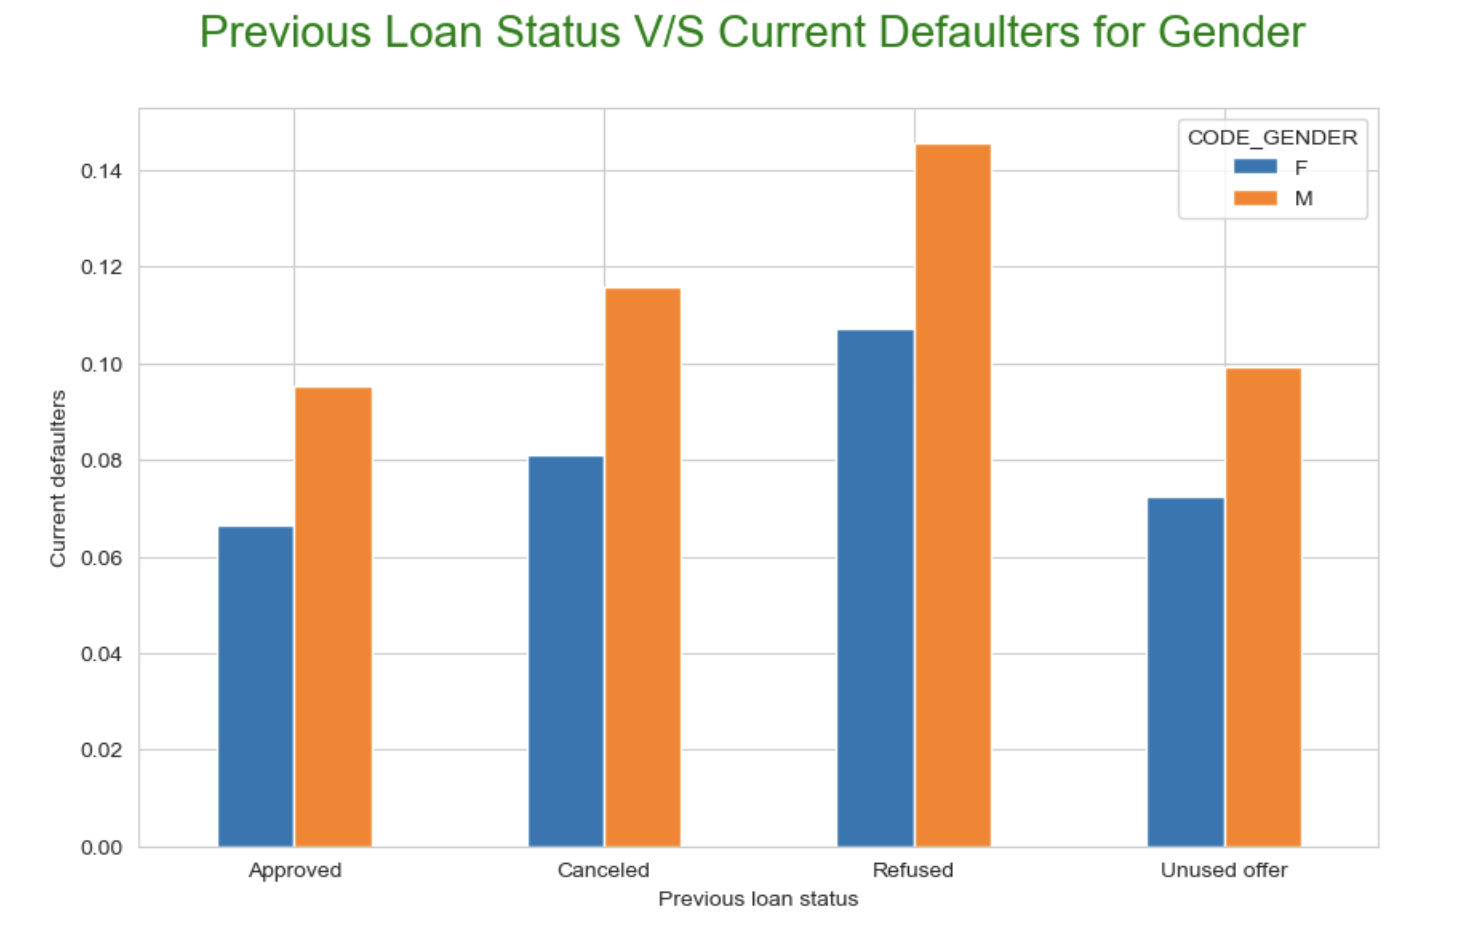 Previous Loan Status V/S Current Defaulters for Gender
CODE_GENDER
F
M
0.14
0.12
0.10
0.08
0.06
0.04
0.02
0.00
Current defaulters
Approved Canceled Refused Unused offer
Previous loan status